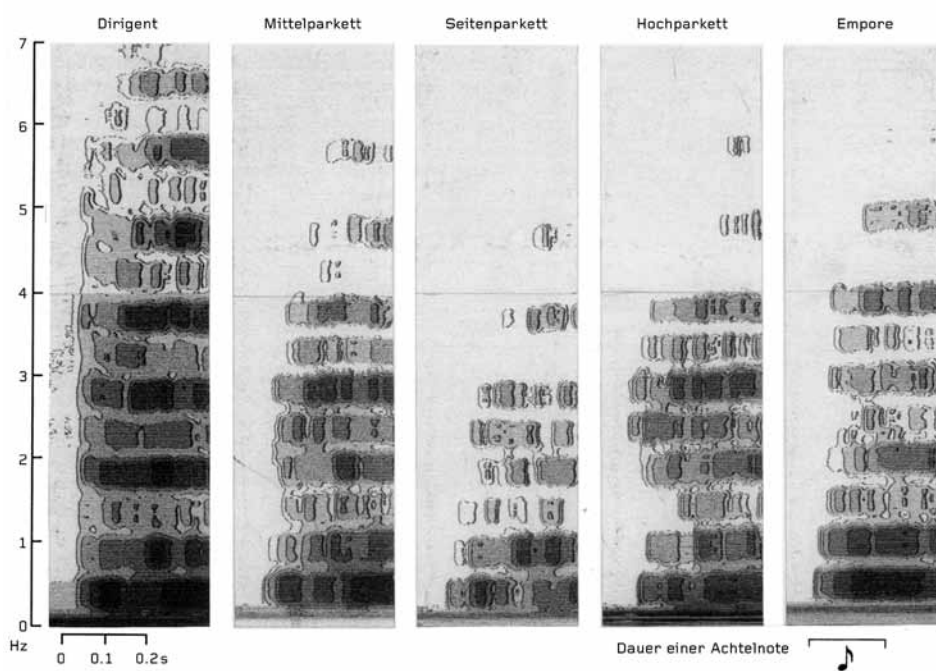 Dirigent Mittelparkett Seitenparkett Hochparkett Empore
7
6
5
4
3
2
1
0
Hz
0 0.1 0.2s
Dauer einer Achtelnote